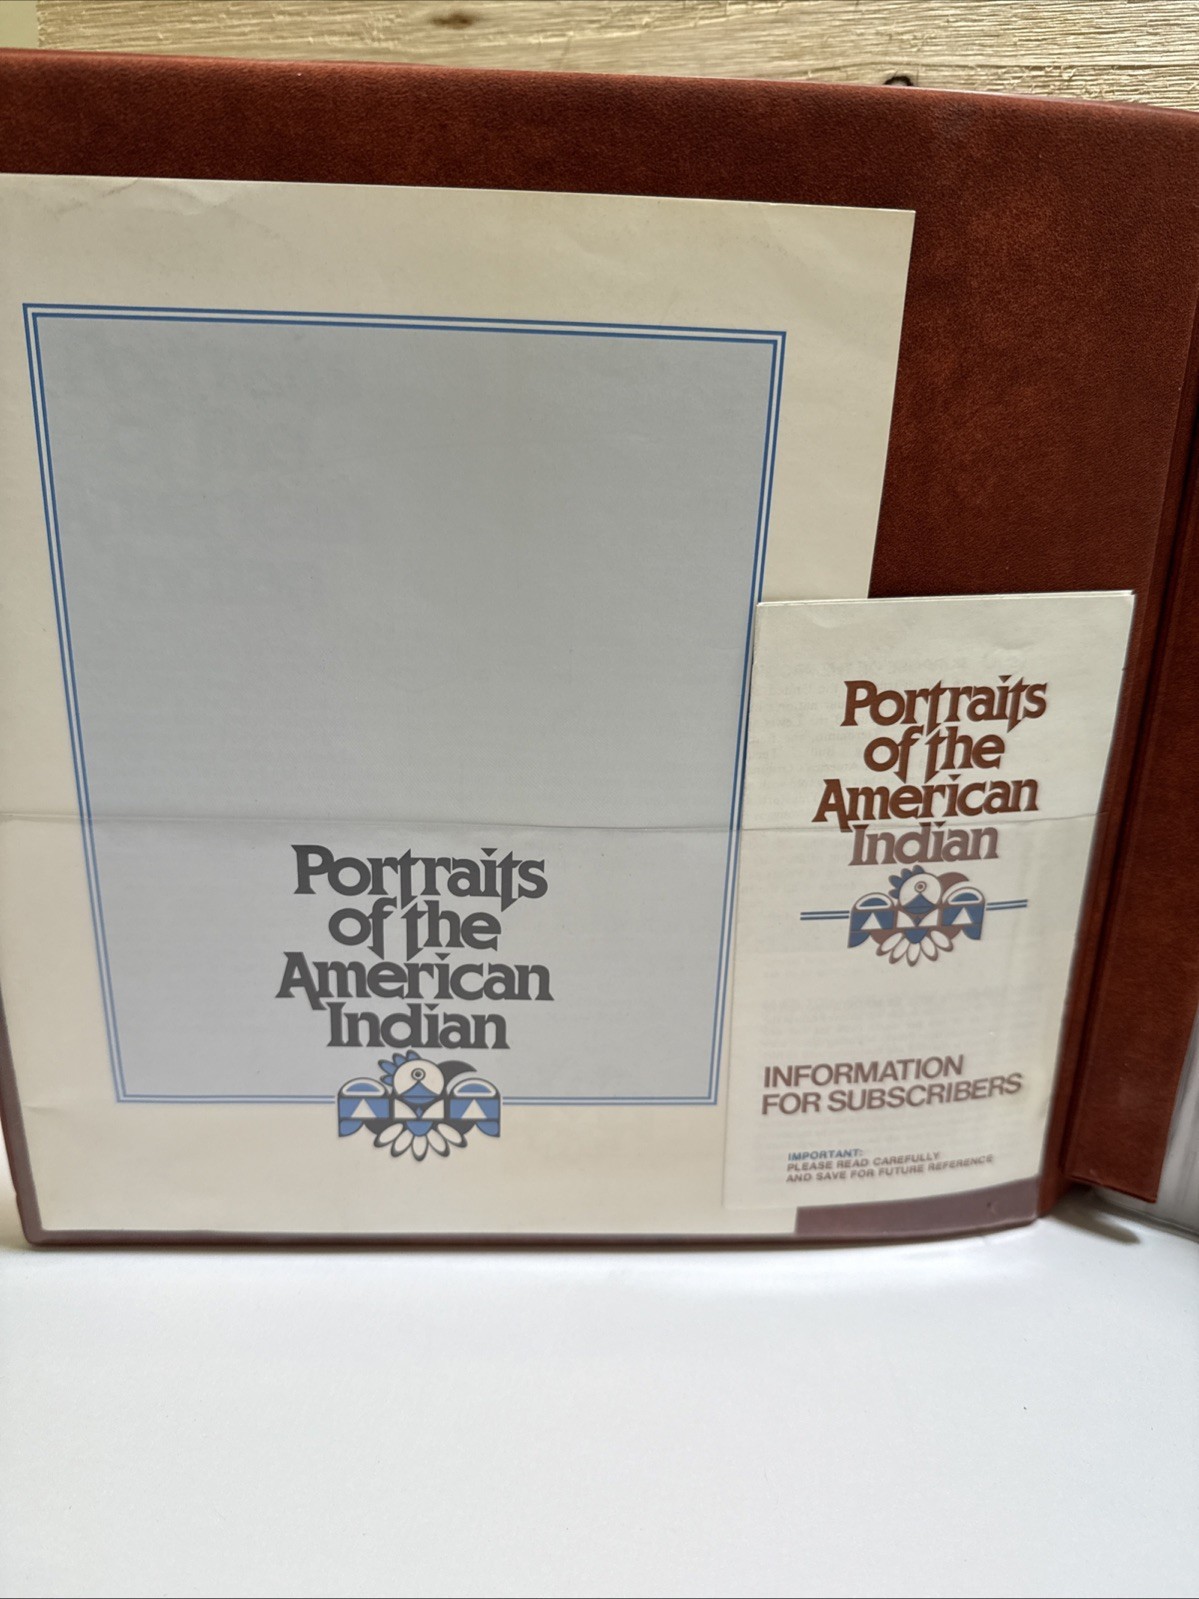 Portraits
of the
American
Indian
Portraits
of the
American
Indian
INFORMATION
FOR SUBSCRIBERS
IMPORTANT:
PLEASE READ CAREFULLY
AND SAVE FOR FUTURE REFERENCE